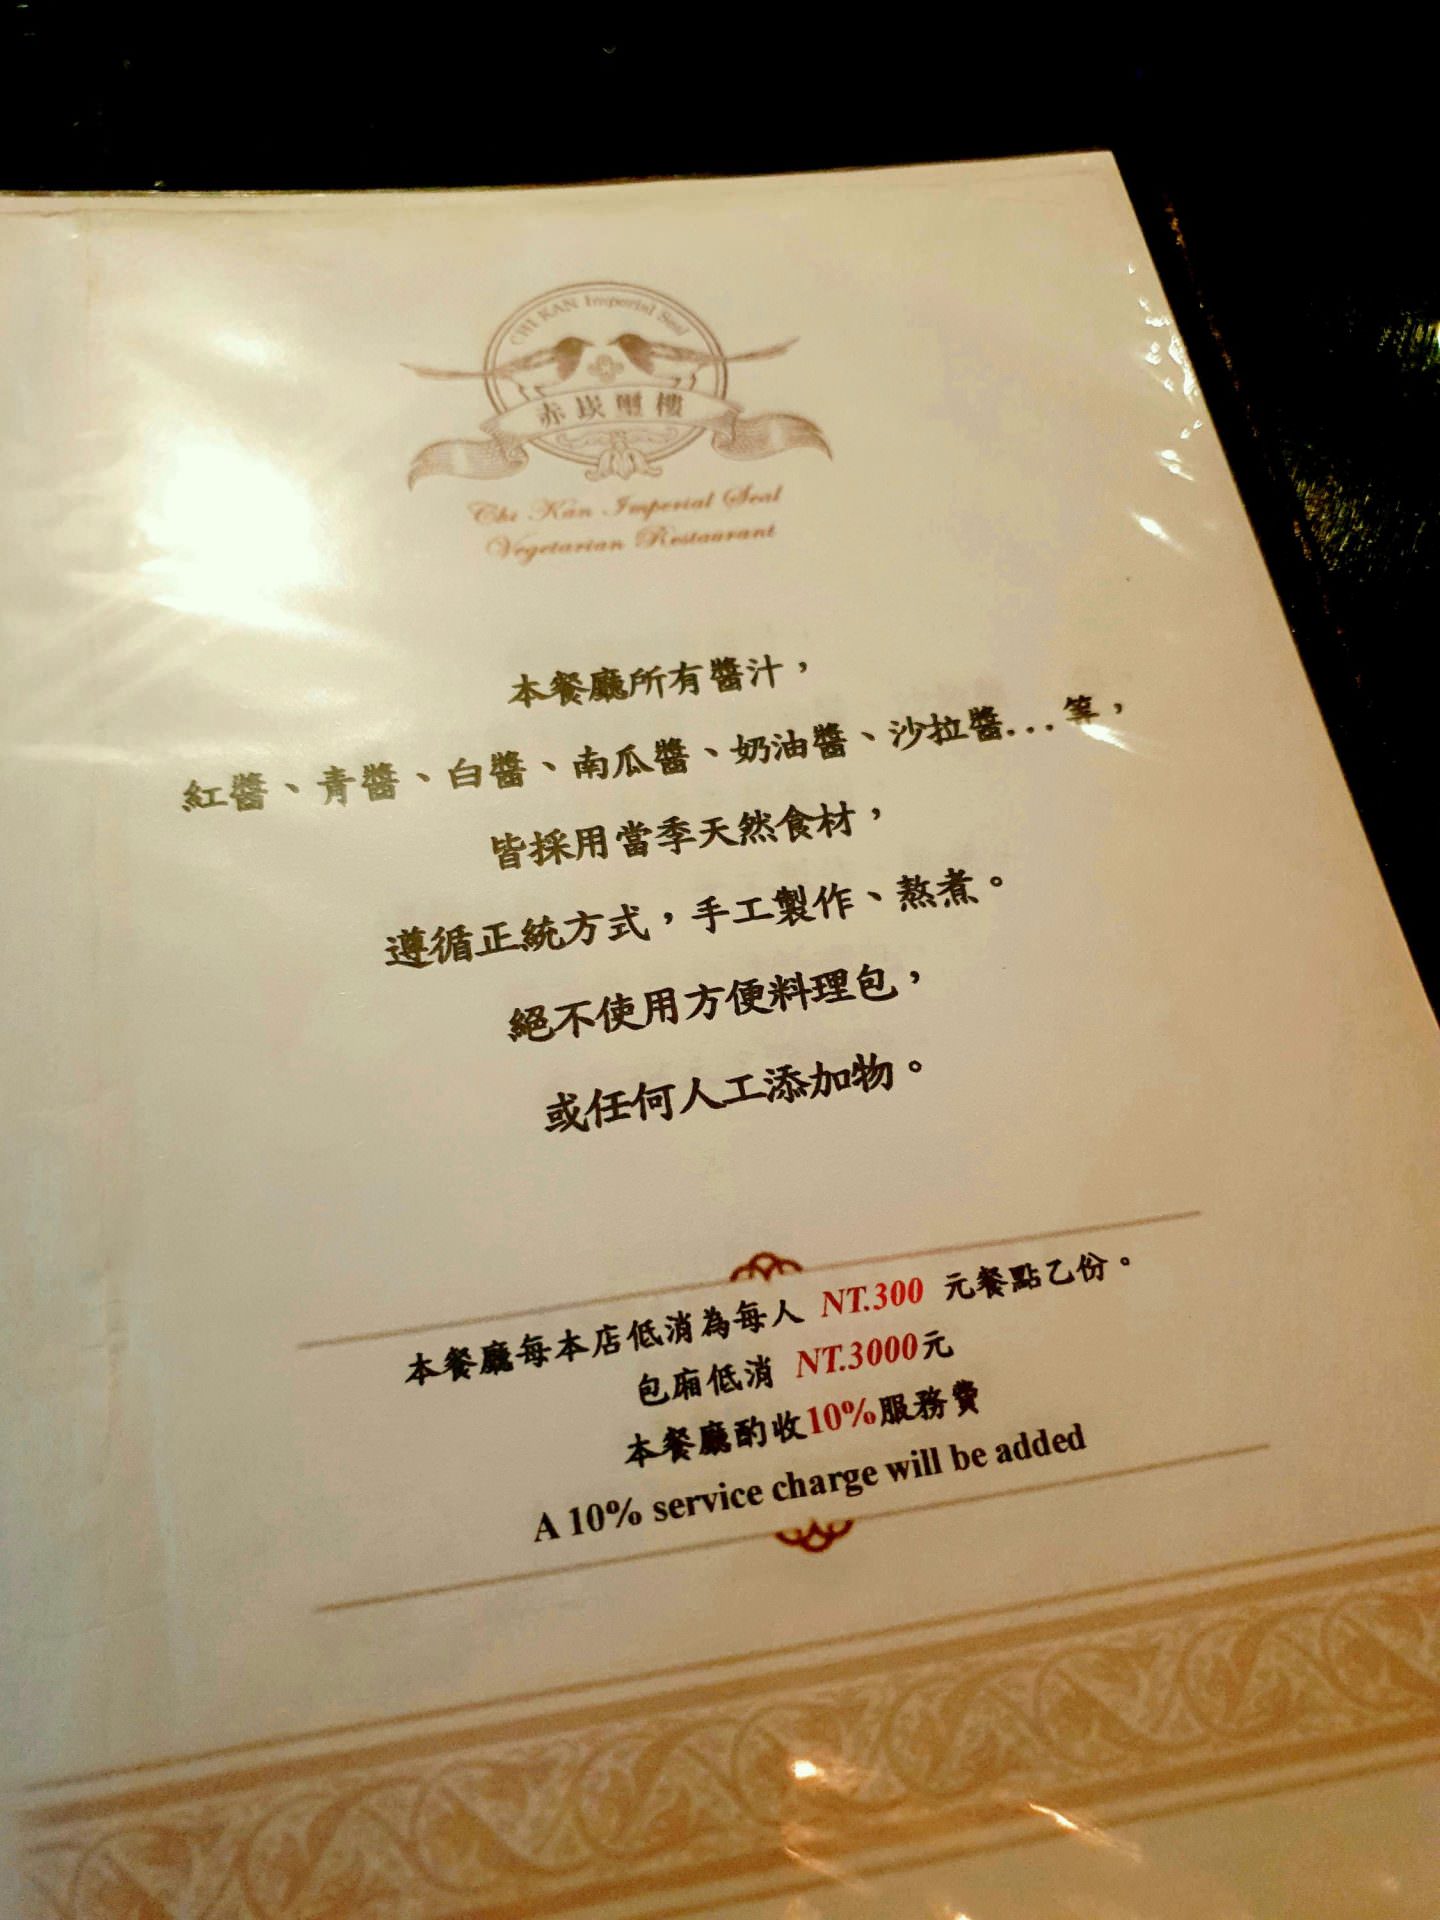 CHI KAN Imperial Seal
赤崁璽樓
Chi Kan Imperial Seal
Vegetarian Restaurant
本餐廳所有醬汁，
紅醬、青醬、白醬、南瓜醬、奶油醬、沙拉醬...等，
皆採用當季天然食材，
遵循正統方式，手工製作、熬煮。
絕不使用方便料理包，
或任何人工添加物。
本餐廳每本店低消為每人 NT.300 元餐點乙份。
包廂低消 NT.3000元
本餐廳酌收10%服務費
A 10% service charge will be added